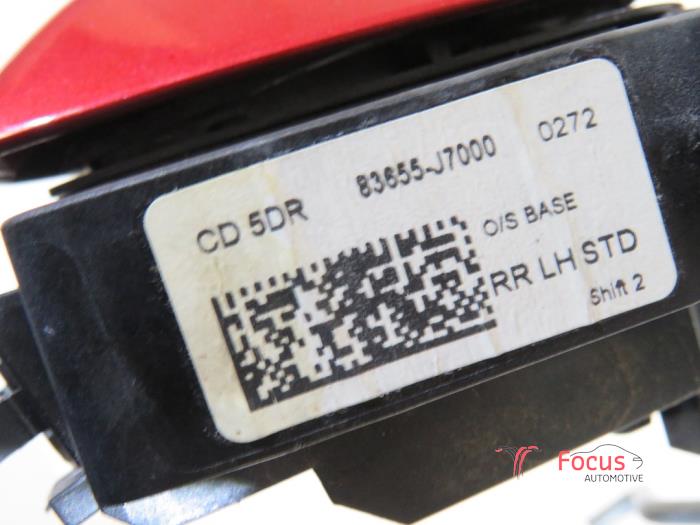 CD 5DR 83655-J7000 0272
O/S BASE
RR LH STD
Shift 2
Focus
AUTOMOTIVE